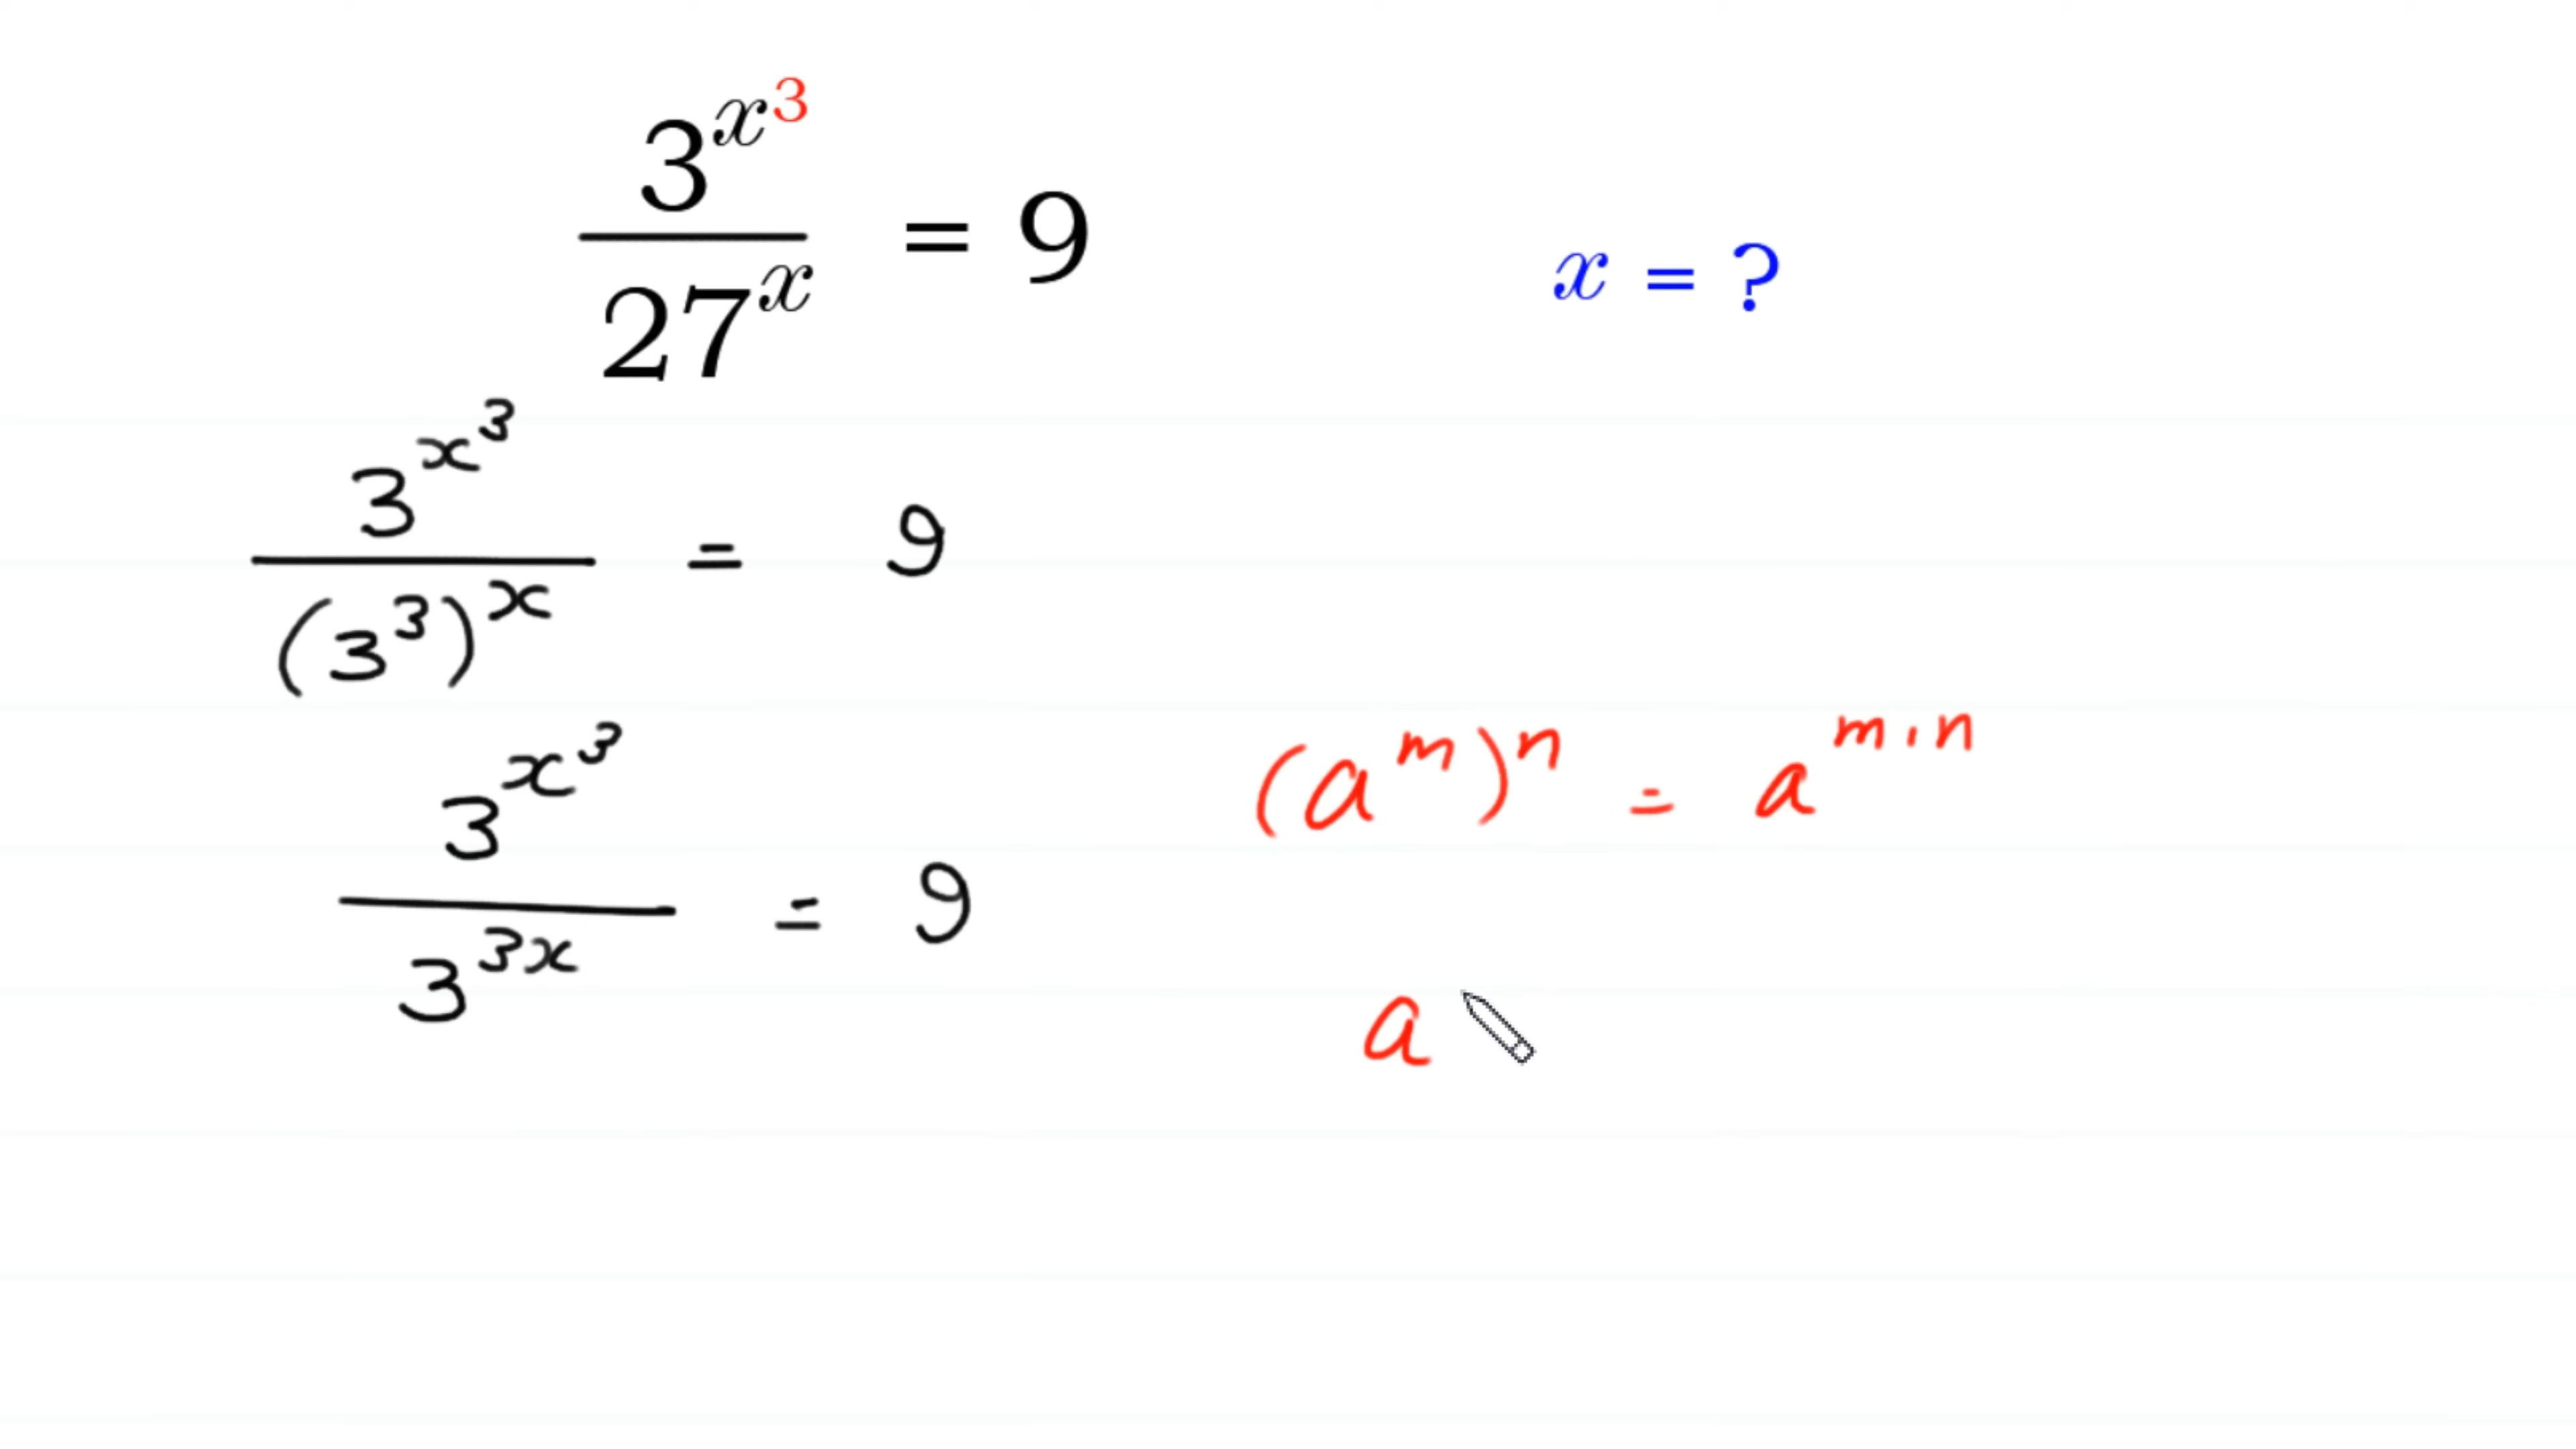 3^{x^3} / 27^x = 9
x = ?
3^{x^3} / (3^3)^x = 9
3^{x^3} / 3^{3x} = 9
(a^m)^n = a^{m·n}
a